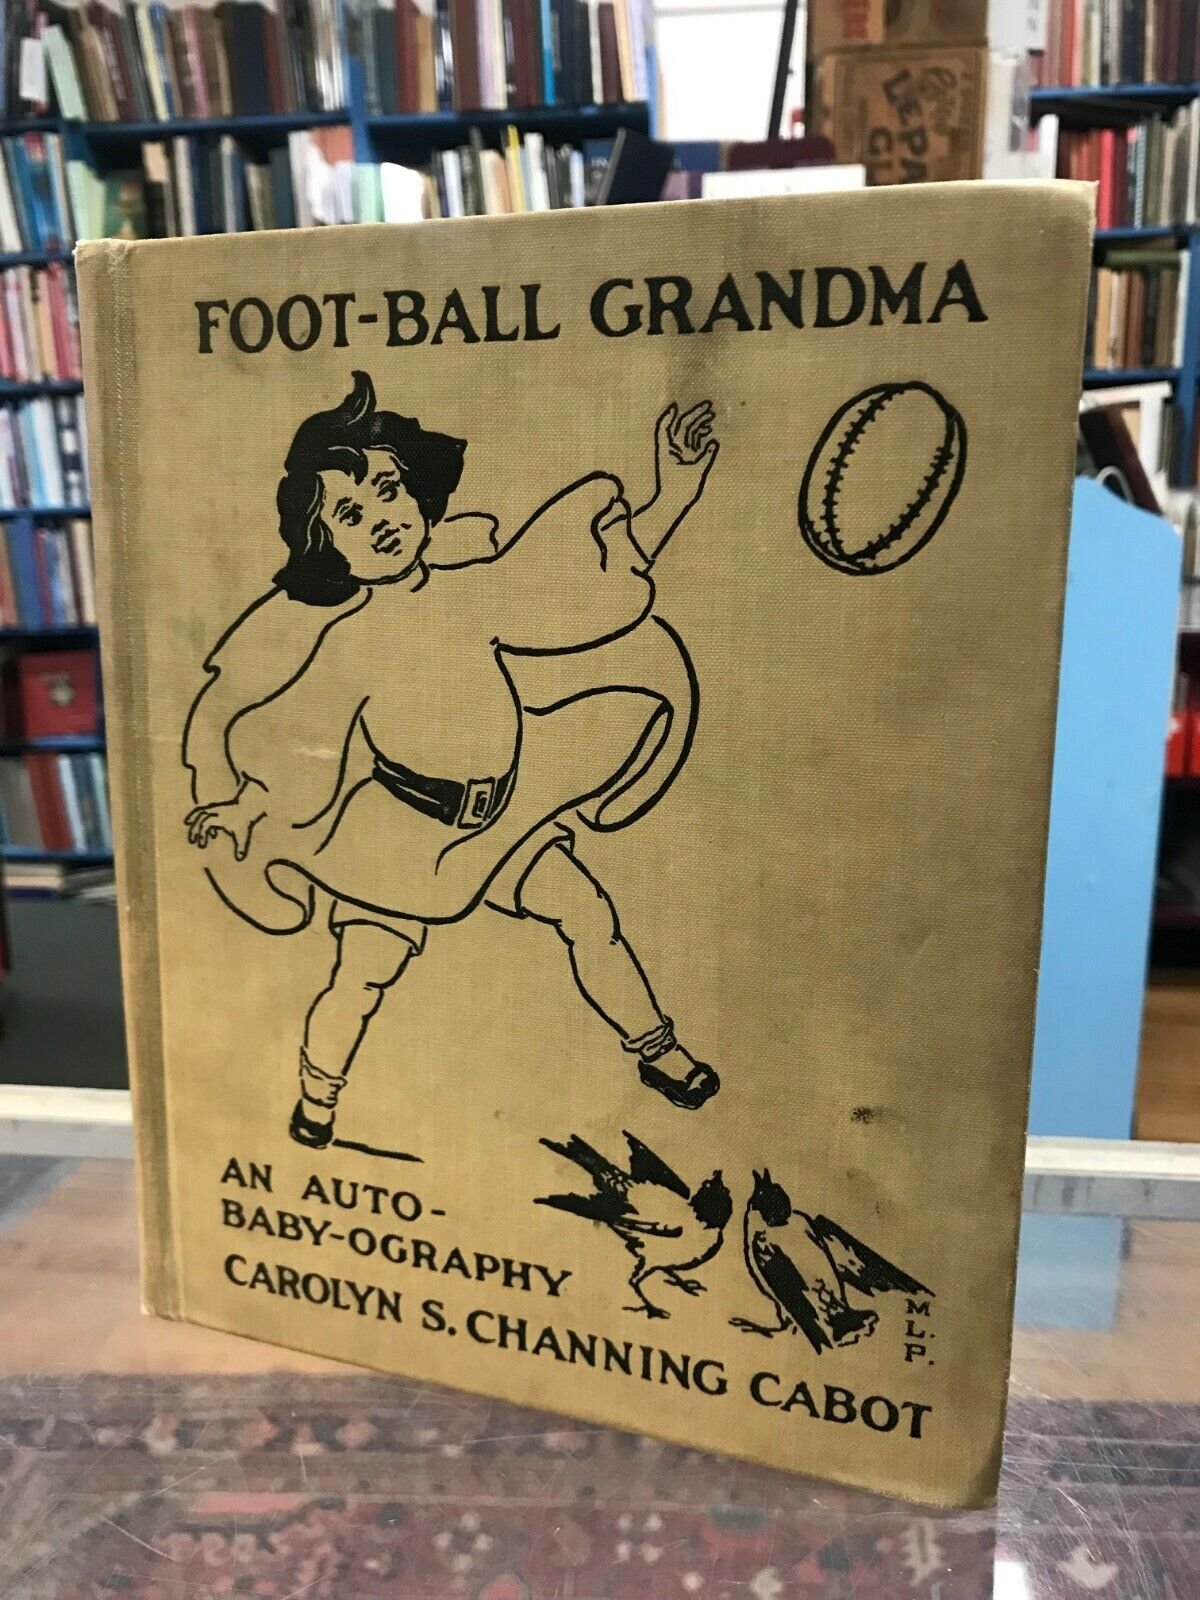 FOOT-BALL GRANDMA
AN AUTO-
BABY-OGRAPHY
CAROLYN S. CHANNING CABOT
M.
L.
P.